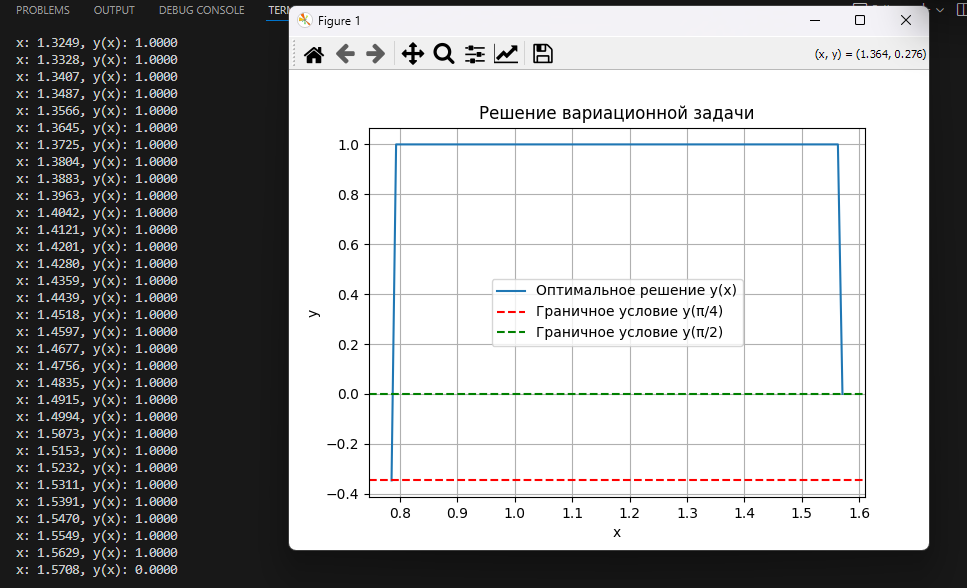 PROBLEMS OUTPUT DEBUG CONSOLE
x: 1.3249, y(x): 1.0000
x: 1.3328, y(x): 1.0000
x: 1.3407, y(x): 1.0000
x: 1.3487, y(x): 1.0000
x: 1.3566, y(x): 1.0000
x: 1.3645, y(x): 1.0000
x: 1.3725, y(x): 1.0000
x: 1.3804, y(x): 1.0000
x: 1.3883, y(x): 1.0000
x: 1.3963, y(x): 1.0000
x: 1.4042, y(x): 1.0000
x: 1.4121, y(x): 1.0000
x: 1.4201, y(x): 1.0000
x: 1.4280, y(x): 1.0000
x: 1.4359, y(x): 1.0000
x: 1.4439, y(x): 1.0000
x: 1.4518, y(x): 1.0000
x: 1.4597, y(x): 1.0000
x: 1.4677, y(x): 1.0000
x: 1.4756, y(x): 1.0000
x: 1.4835, y(x): 1.0000
x: 1.4915, y(x): 1.0000
x: 1.4994, y(x): 1.0000
x: 1.5073, y(x): 1.0000
x: 1.5153, y(x): 1.0000
x: 1.5232, y(x): 1.0000
x: 1.5311, y(x): 1.0000
x: 1.5391, y(x): 1.0000
x: 1.5470, y(x): 1.0000
x: 1.5549, y(x): 1.0000
x: 1.5629, y(x): 1.0000
x: 1.5708, y(x): 0.0000
Figure 1
(x, y) = (1.364, 0.276)
Решение вариационной задачи
1.0
0.8
0.6
0.4
0.2
0.0
−0.2
−0.4
y
Оптимальное решение y(x)
Граничное условие y(π/4)
Граничное условие y(π/2)
0.8 0.9 1.0 1.1 1.2 1.3 1.4 1.5 1.6
x